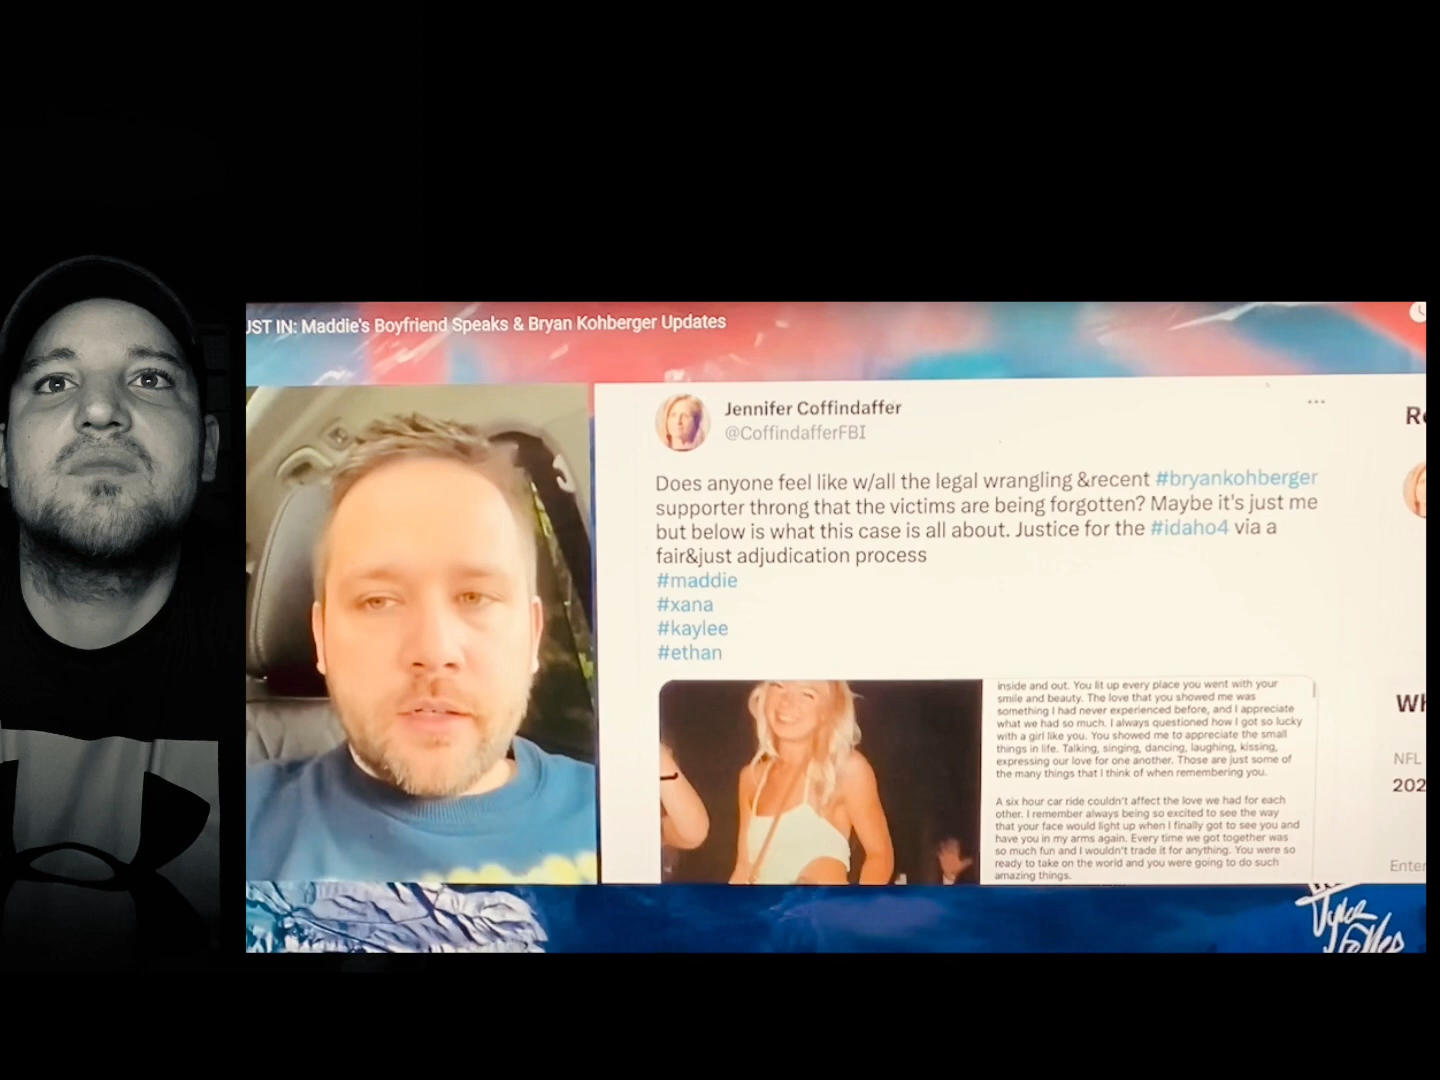 UST IN: Maddie's Boyfriend Speaks & Bryan Kohberger Updates
Jennifer Coffindaffer
@CoffindafferFBI
Does anyone feel like w/all the legal wrangling &recent #bryankohberger
supporter throng that the victims are being forgotten? Maybe it's just me
but below is what this case is all about. Justice for the #idaho4 via a
fair&just adjudication process
#maddie
#xana
#kaylee
#ethan
inside and out. You lit up every place you went with your
smile and beauty. The love that you showed me was
something I had never experienced before, and I appreciate
what we had so much. I always questioned how I got so lucky
with a girl like you. You showed me to appreciate the small
things in life. Talking, singing, dancing, laughing, kissing,
expressing our love for one another. Those are just some of
the many things that I think of when remembering you.
A six hour car ride couldn't affect the love we had for each
other. I remember always being so excited to see the way
that your face would light up when I finally got to see you and
have you in my arms again. Every time we got together was
so much fun and I wouldn't trade it for anything. You were so
ready to take on the world and you were going to do such
amazing things.
Re
Wh
NFL
202
Enter
Tyler